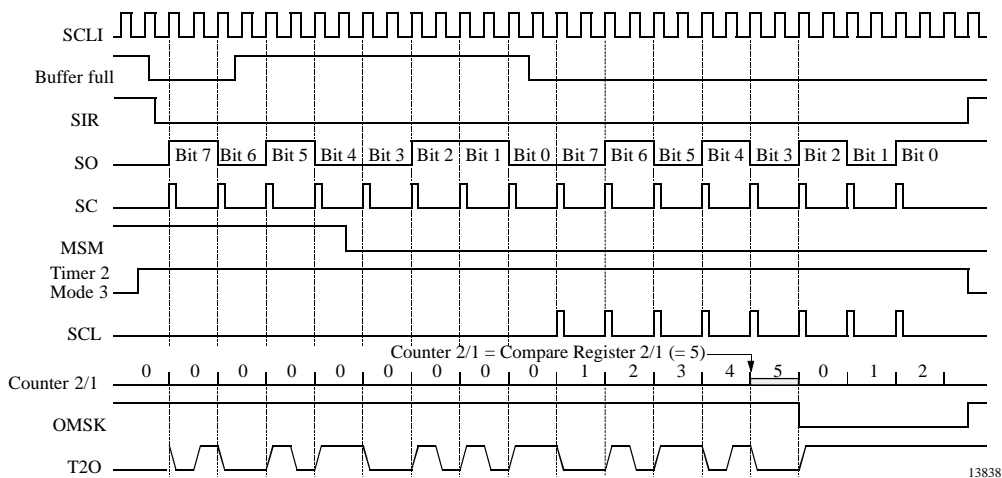 SCLI
Buffer full
SIR
SO
Bit 7 Bit 6 Bit 5 Bit 4 Bit 3 Bit 2 Bit 1 Bit 0 Bit 7 Bit 6 Bit 5 Bit 4 Bit 3 Bit 2 Bit 1 Bit 0
SC
MSM
Timer 2
Mode 3
SCL
Counter 2/1 = Compare Register 2/1 (= 5)
Counter 2/1
0 0 0 0 0 0 0 0 0 1 2 3 4 5 0 1 2
OMSK
T2O
13838